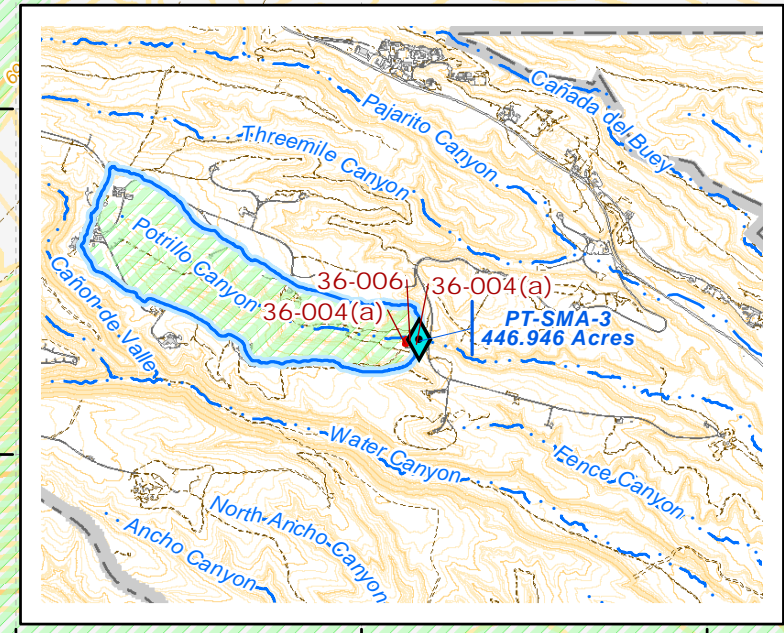 Cañada del Buey
Pajarito Canyon
Threemile Canyon
Potrillo Canyon
Cañon de Valle
36-006
36-004(a)
36-004(a)
PT-SMA-3
446.946 Acres
Water Canyon
Fence Canyon
North Ancho Canyon
Ancho Canyon